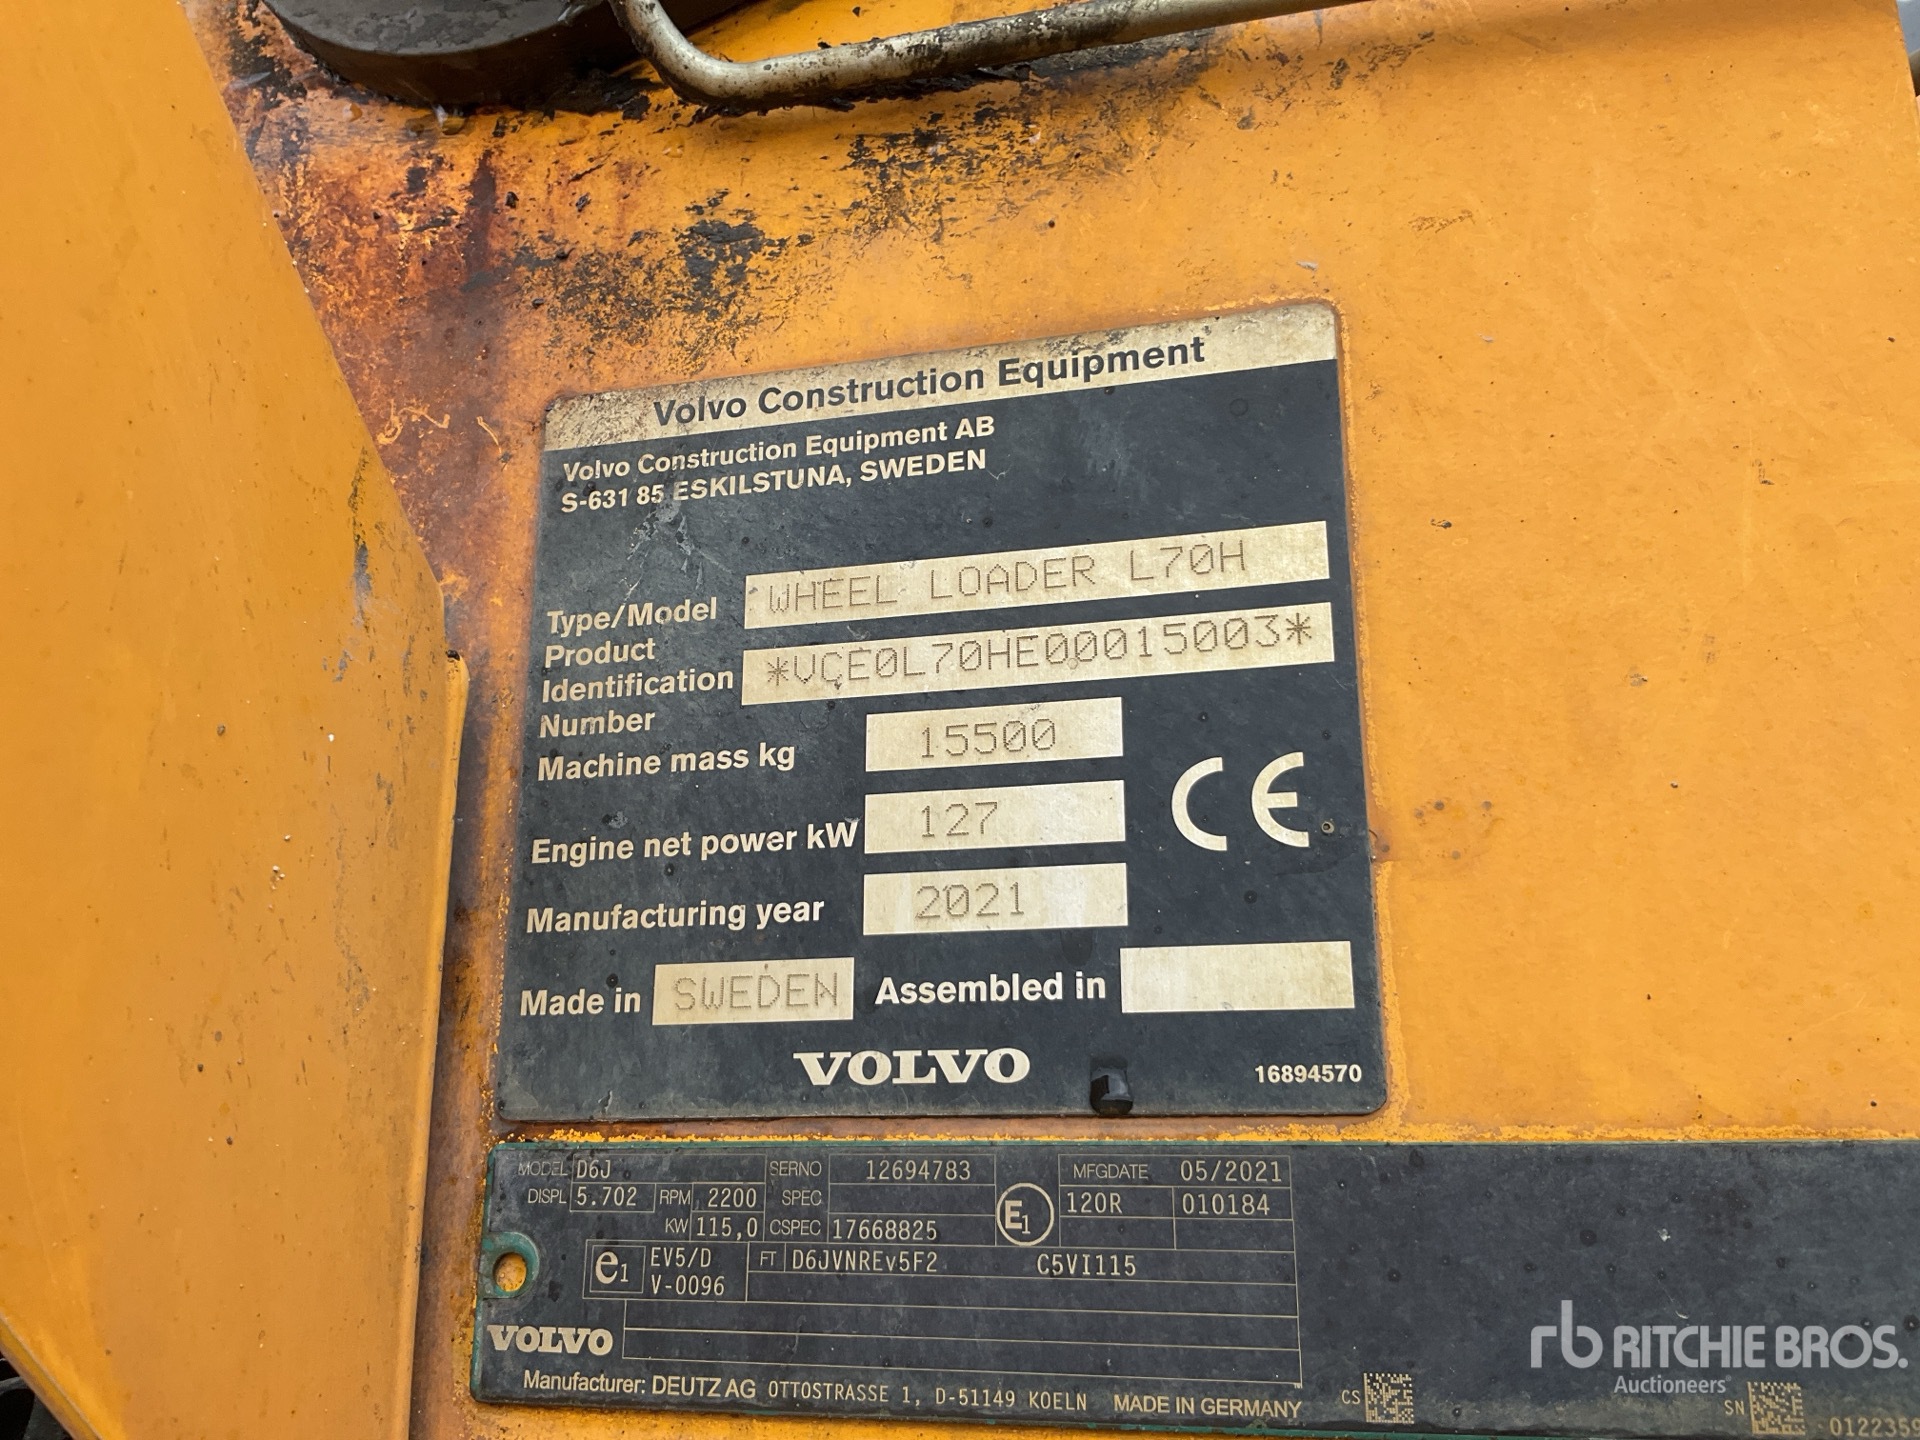 Volvo Construction Equipment
Volvo Construction Equipment AB
S-631 85 ESKILSTUNA, SWEDEN
Type/Model WHEEL LOADER L70H
Product
Identification *VCE0L70HE00015003*
Number
Machine mass kg 15500
Engine net power kW 127
CE
Manufacturing year 2021
Made in SWEDEN Assembled in
VOLVO 16894570
MODEL D6J SERNO 12694783 MFGDATE 05/2021
DISPL 5.702 RPM 2200 SPEC E1 120R 010184
KW 115,0 CSPEC 17668825
e1 EV5/D FT D6JVNREv5F2 C5VI115
V-0096
VOLVO
Manufacturer: DEUTZ AG OTTOSTRASSE 1, D-51149 KOELN MADE IN GERMANY CS
SN 0122359
rb RITCHIE BROS.
Auctioneers